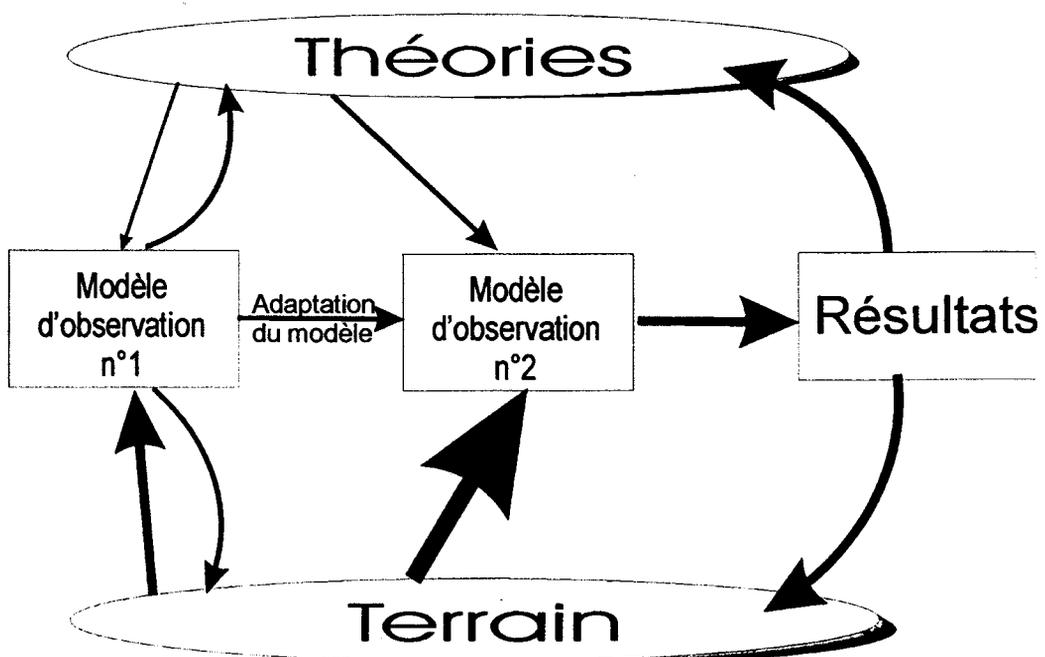 Théories
Modèle
d'observation
n°1
Adaptation
du modèle
Modèle
d'observation
n°2
Résultats
Terrain